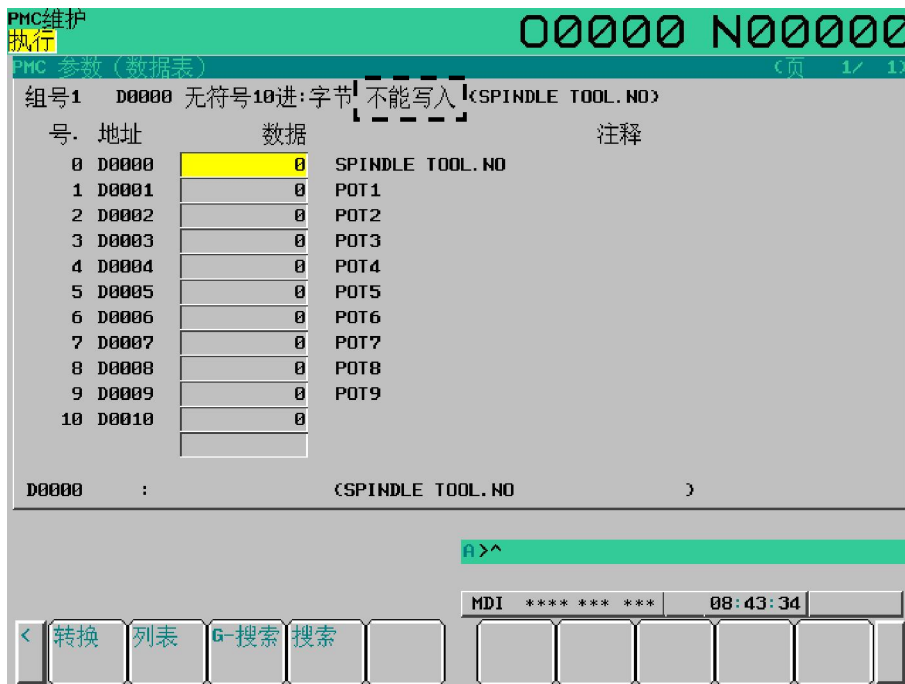 PMC维护
执行
O0000 N00000
PMC 参数 (数据表) (页 1/ 1)
组号1 D0000 无符号10进:字节 不能写入 (SPINDLE TOOL.NO)
号. 地址 数据 注释
0 D0000 0 SPINDLE TOOL.NO
1 D0001 0 POT1
2 D0002 0 POT2
3 D0003 0 POT3
4 D0004 0 POT4
5 D0005 0 POT5
6 D0006 0 POT6
7 D0007 0 POT7
8 D0008 0 POT8
9 D0009 0 POT9
10 D0010 0
D0000 : (SPINDLE TOOL.NO )
A>^
MDI **** *** *** 08:43:34
< 转换 列表 G-搜索 搜索